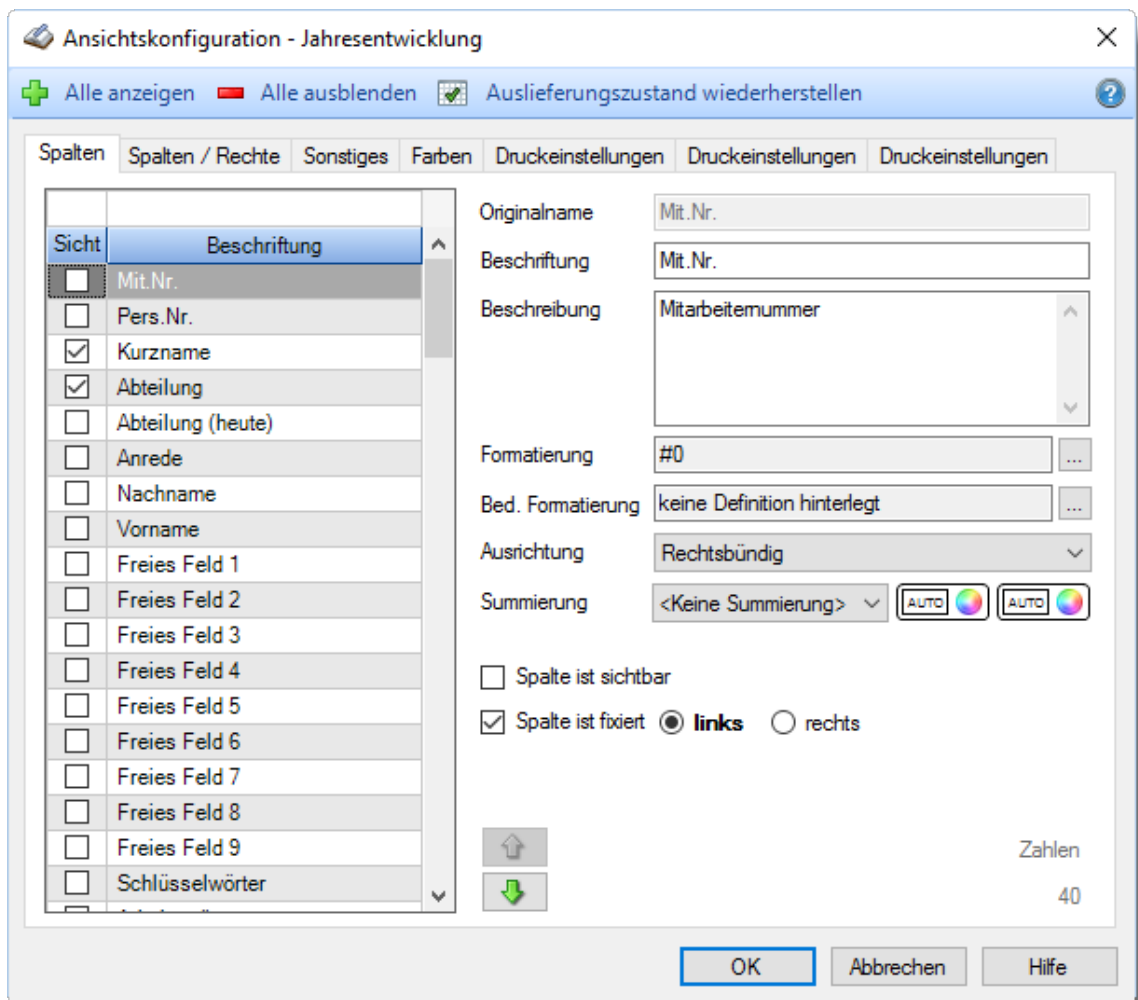 Ansichtskonfiguration - Jahresentwicklung
Alle anzeigen Alle ausblenden Auslieferungszustand wiederherstellen ?
Spalten Spalten / Rechte Sonstiges Farben Druckeinstellungen Druckeinstellungen Druckeinstellungen
Sicht Beschriftung
Mit.Nr.
Pers.Nr.
Kurzname
Abteilung
Abteilung (heute)
Anrede
Nachname
Vorname
Freies Feld 1
Freies Feld 2
Freies Feld 3
Freies Feld 4
Freies Feld 5
Freies Feld 6
Freies Feld 7
Freies Feld 8
Freies Feld 9
Schlüsselwörter
Originalname Mit.Nr.
Beschriftung Mit.Nr.
Beschreibung Mitarbeiternummer
Formatierung #0 ...
Bed. Formatierung keine Definition hinterlegt ...
Ausrichtung Rechtsbündig
Summierung <Keine Summierung> AUTO AUTO
Spalte ist sichtbar
Spalte ist fixiert links rechts
Zahlen
40
OK Abbrechen Hilfe